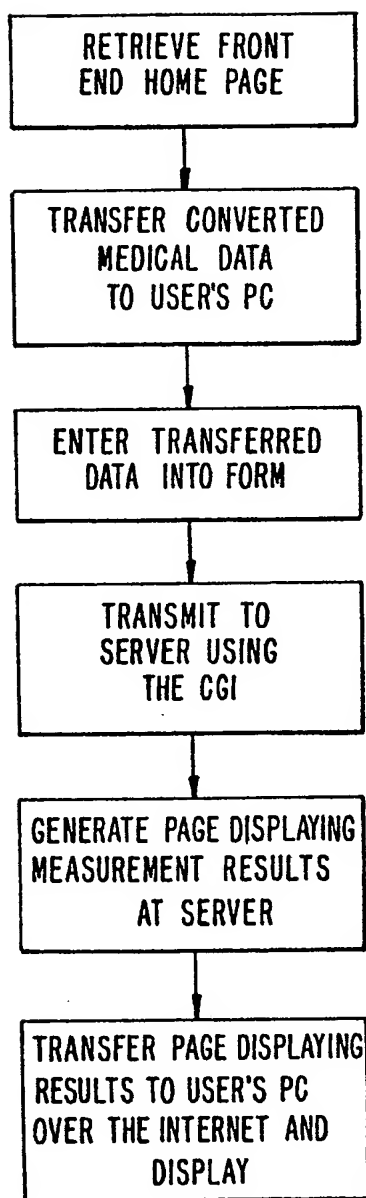 RETRIEVE FRONT
END HOME PAGE
TRANSFER CONVERTED
MEDICAL DATA
TO USER'S PC
ENTER TRANSFERRED
DATA INTO FORM
TRANSMIT TO
SERVER USING
THE CGI
GENERATE PAGE DISPLAYING
MEASUREMENT RESULTS
AT SERVER
TRANSFER PAGE DISPLAYING
RESULTS TO USER'S PC
OVER THE INTERNET AND
DISPLAY